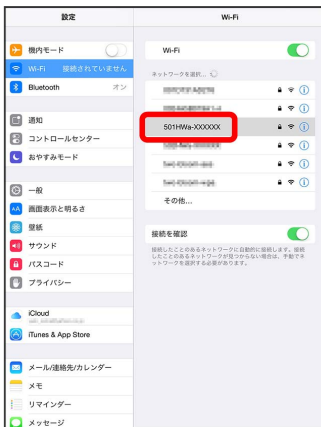 設定
機内モード
Wi-Fi 接続されていません
Bluetooth オン
通知
コントロールセンター
おやすみモード
一般
AA 画面表示と明るさ
壁紙
サウンド
パスコード
プライバシー
iCloud
iTunes & App Store
メール/連絡先/カレンダー
メモ
リマインダー
メッセージ
Wi-Fi
Wi-Fi
ネットワークを選択...
501HWa-XXXXXX
その他...
接続を確認
接続したことのあるネットワークに自動的に接続します。接続
したことのあるネットワークが見つからない場合は、手動でネ
ットワークを選択する必要があります。